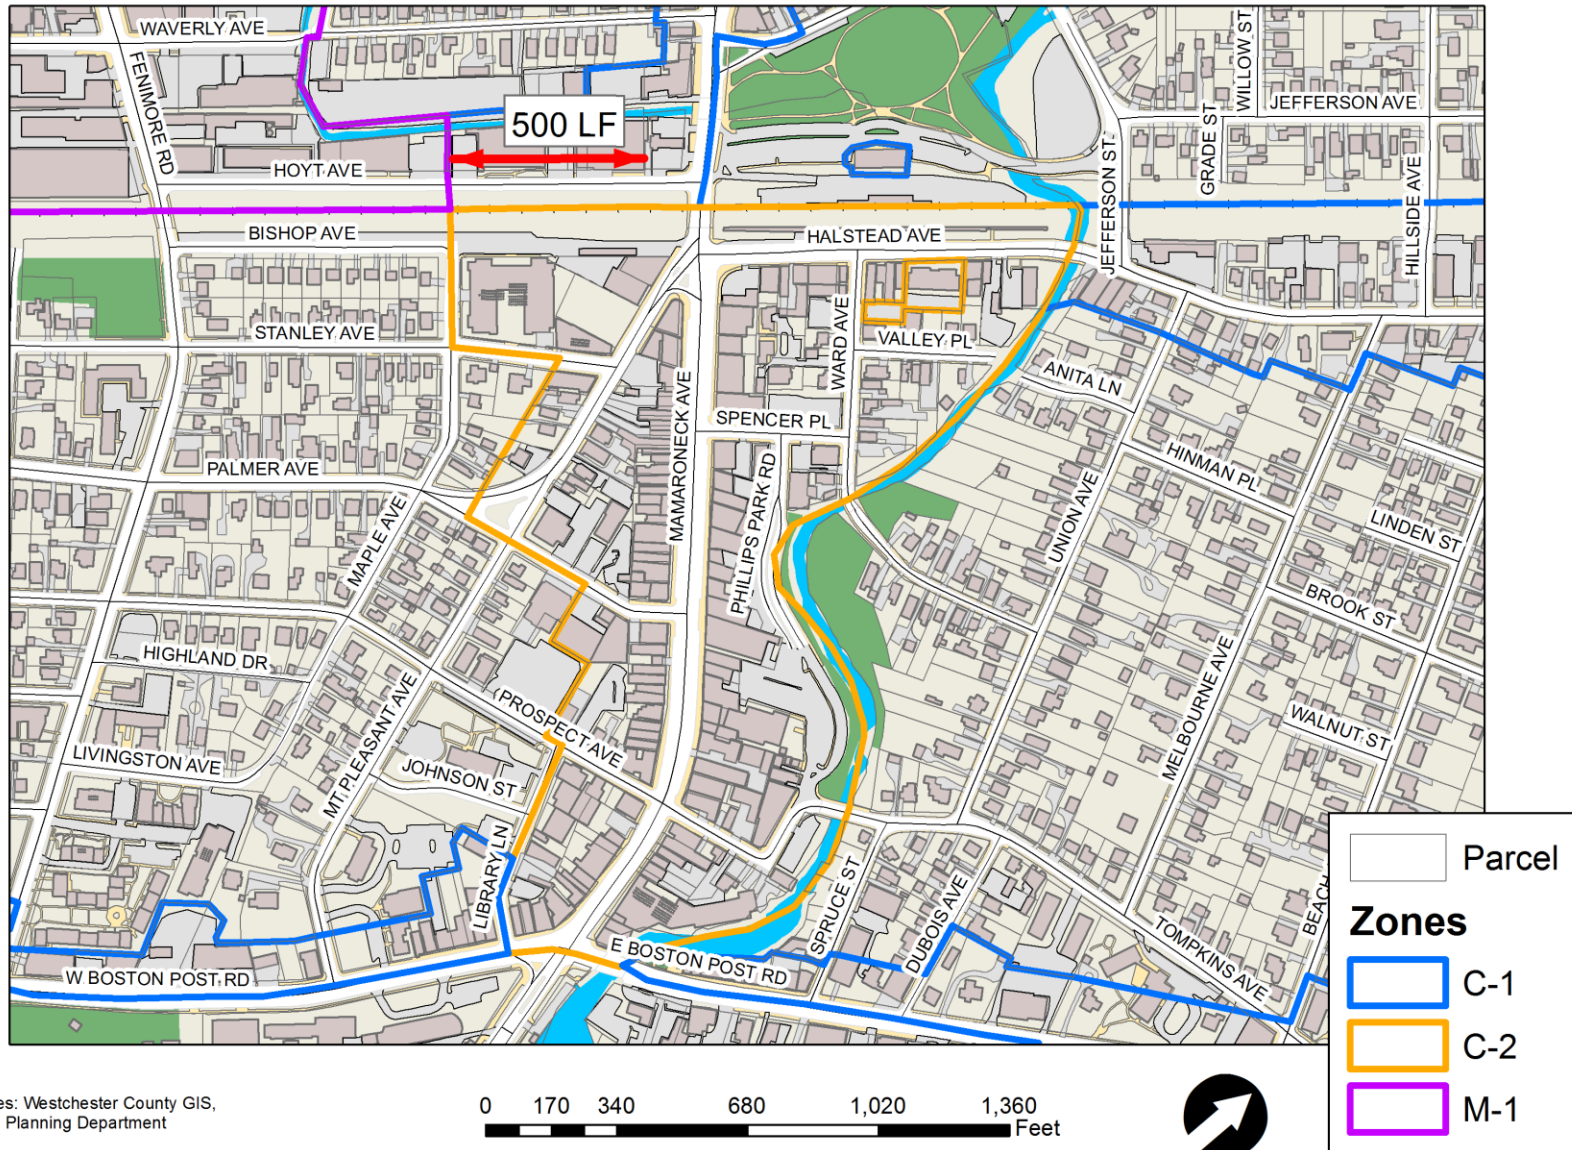 WAVERLY AVE
FENIMORE RD
500 LF
HOYT AVE
BISHOP AVE
STANLEY AVE
PALMER AVE
MAPLE AVE
HIGHLAND DR
LIVINGSTON AVE
MT PLEASANT AVE
JOHNSON ST
PROSPECT AVE
LIBRARY LN
W BOSTON POST RD
E BOSTON POST RD
MAMARONECK AVE
SPENCER PL
PHILLIPS PARK RD
WARD AVE
VALLEY PL
HALSTEAD AVE
JEFFERSON ST
JEFFERSON AVE
GRADE ST
WILLOW ST
HILLSIDE AVE
ANITA LN
HINMAN PL
UNION AVE
LINDEN ST
BROOK ST
MELBOURNE AVE
WALNUT ST
SPRUCE ST
DUBOIS AVE
TOMPKINS AVE
BEACH
Parcel
Zones
C-1
C-2
M-1
es: Westchester County GIS,
Planning Department
0 170 340 680 1,020 1,360
Feet